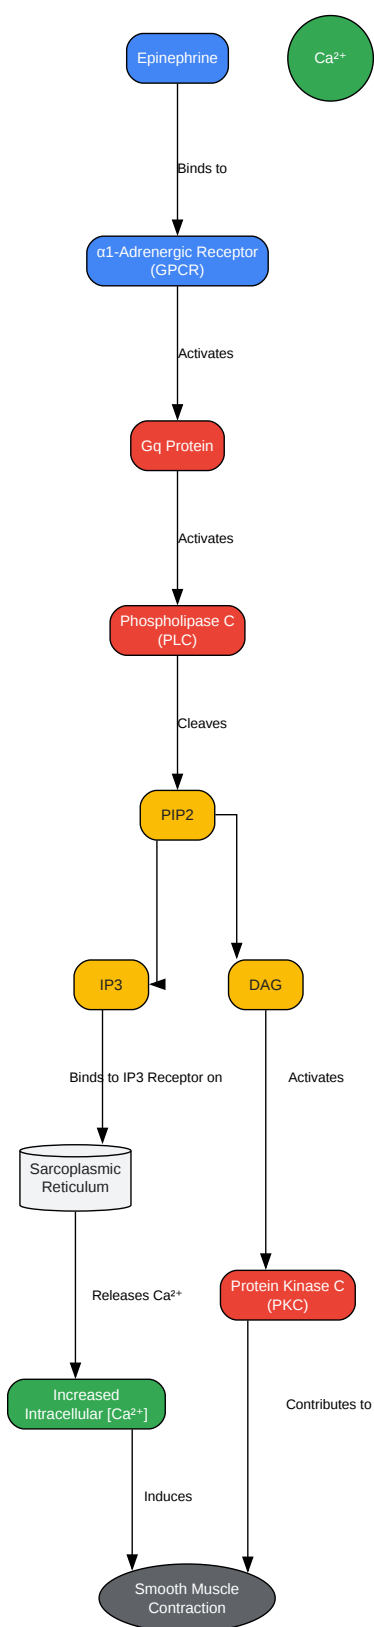 Epinephrine
Ca²⁺
Binds to
α1-Adrenergic Receptor
(GPCR)
Activates
Gq Protein
Activates
Phospholipase C
(PLC)
Cleaves
PIP2
IP3
DAG
Binds to IP3 Receptor on
Activates
Sarcoplasmic
Reticulum
Releases Ca²⁺
Protein Kinase C
(PKC)
Increased
Intracellular [Ca²⁺]
Contributes to
Induces
Smooth Muscle
Contraction